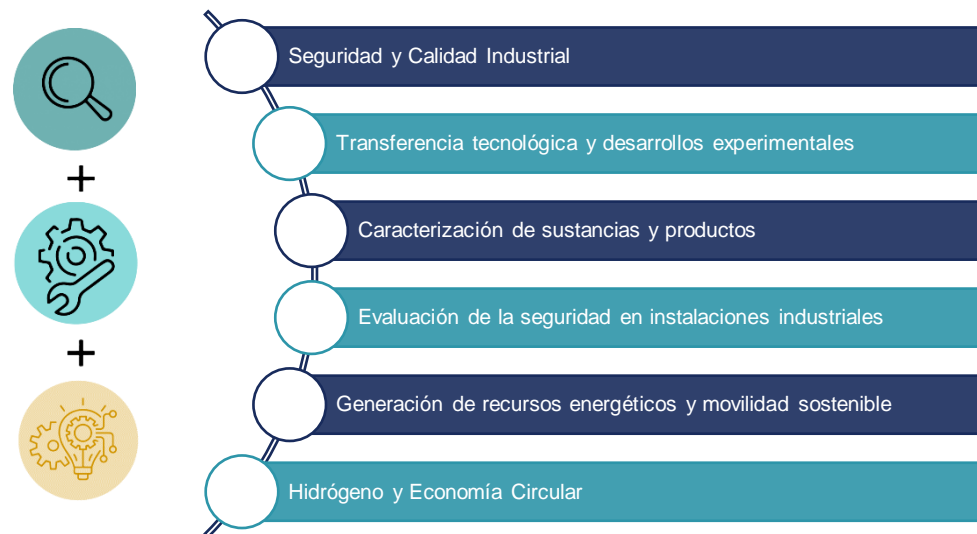 Seguridad y Calidad Industrial
Transferencia tecnológica y desarrollos experimentales
+
Caracterización de sustancias y productos
Evaluación de la seguridad en instalaciones industriales
+
Generación de recursos energéticos y movilidad sostenible
Hidrógeno y Economía Circular